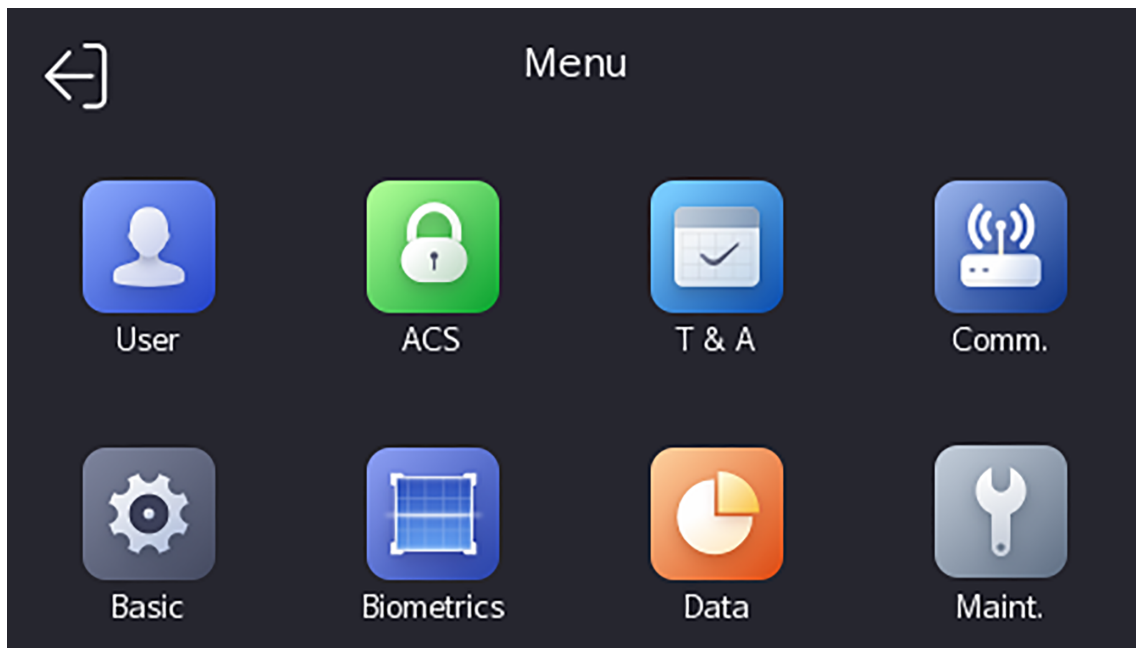 Menu
User
ACS
T & A
Comm.
Basic
Biometrics
Data
Maint.